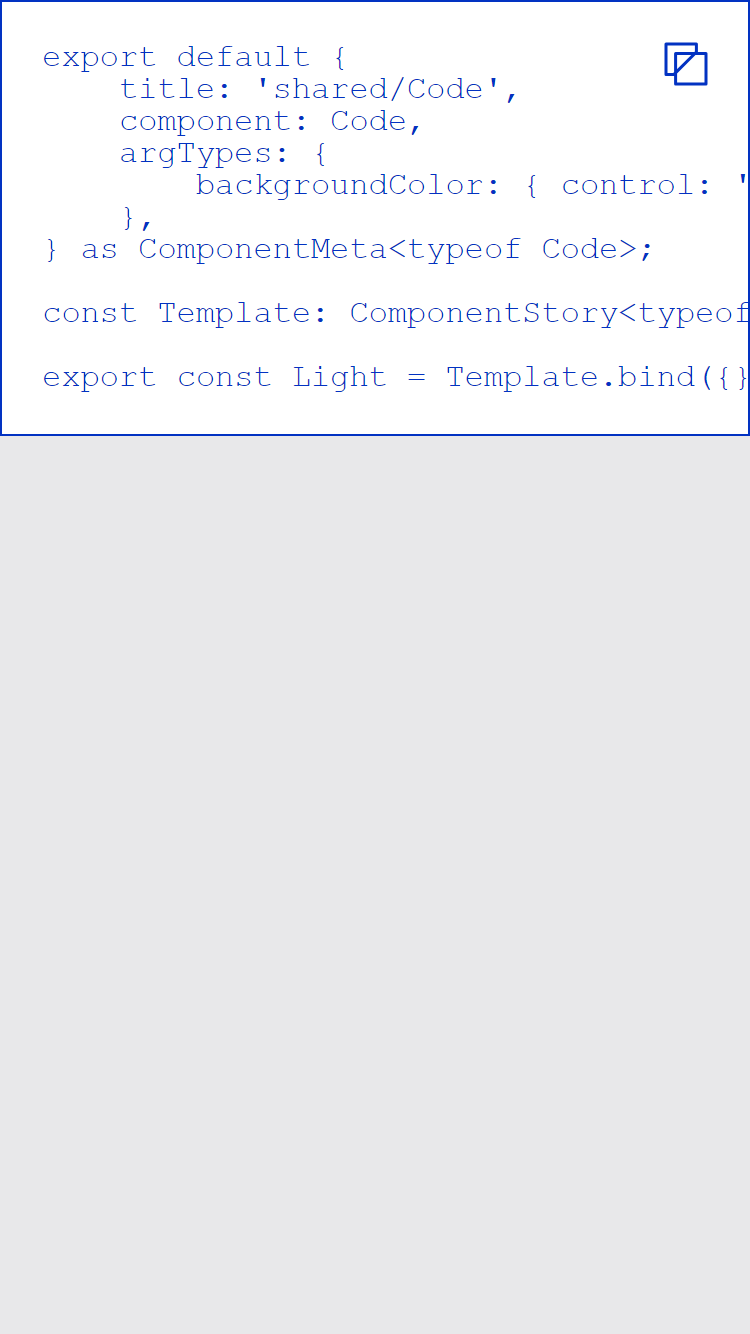 export default {
    title: 'shared/Code',
    component: Code,
    argTypes: {
        backgroundColor: { control: '
    },
} as ComponentMeta<typeof Code>;

const Template: ComponentStory<typeof

export const Light = Template.bind({}